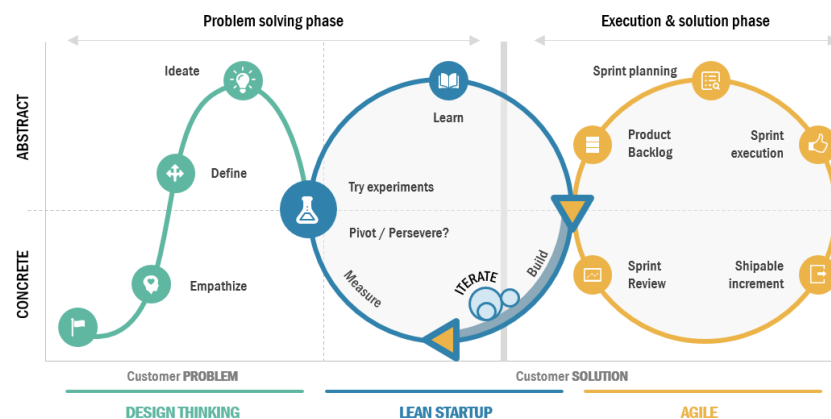 Problem solving phase
Execution & solution phase
ABSTRACT
CONCRETE
Ideate
Define
Empathize
Learn
Try experiments
Pivot / Persevere?
Measure
ITERATE
Build
Sprint planning
Product
Backlog
Sprint
execution
Sprint
Review
Shipable
increment
Customer PROBLEM
Customer SOLUTION
DESIGN THINKING
LEAN STARTUP
AGILE